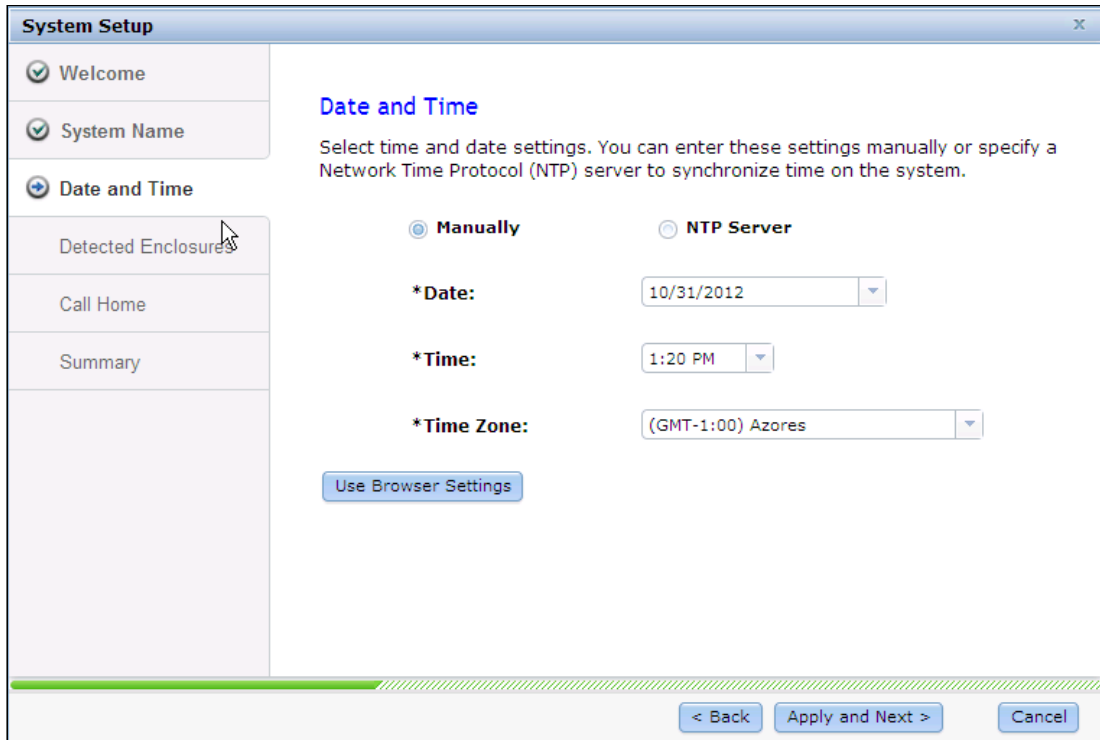 System Setup
x
Welcome
System Name
Date and Time
Detected Enclosures
Call Home
Summary
Date and Time
Select time and date settings. You can enter these settings manually or specify a
Network Time Protocol (NTP) server to synchronize time on the system.
Manually NTP Server
*Date: 10/31/2012
*Time: 1:20 PM
*Time Zone: (GMT-1:00) Azores
Use Browser Settings
< Back Apply and Next > Cancel